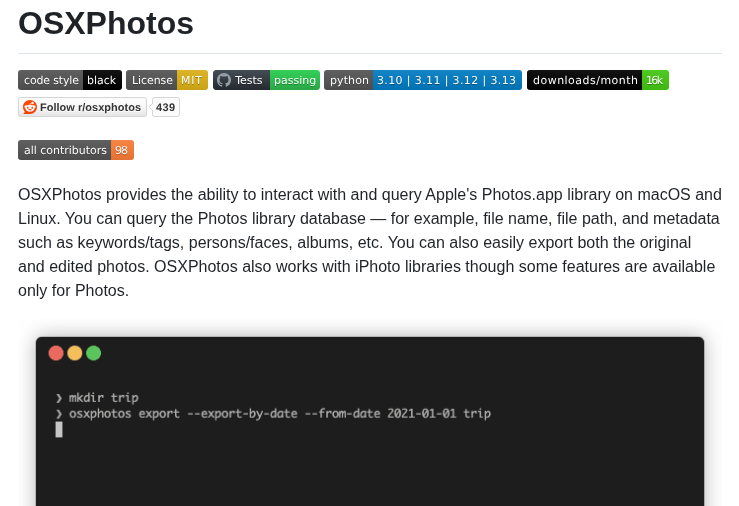 OSXPhotos
code style black License MIT Tests passing python 3.10 | 3.11 | 3.12 | 3.13 downloads/month 16k
Follow r/osxphotos 439
all contributors 98
OSXPhotos provides the ability to interact with and query Apple's Photos.app library on macOS and
Linux. You can query the Photos library database — for example, file name, file path, and metadata
such as keywords/tags, persons/faces, albums, etc. You can also easily export both the original
and edited photos. OSXPhotos also works with iPhoto libraries though some features are available
only for Photos.
❯ mkdir trip
❯ osxphotos export --export-by-date --from-date 2021-01-01 trip